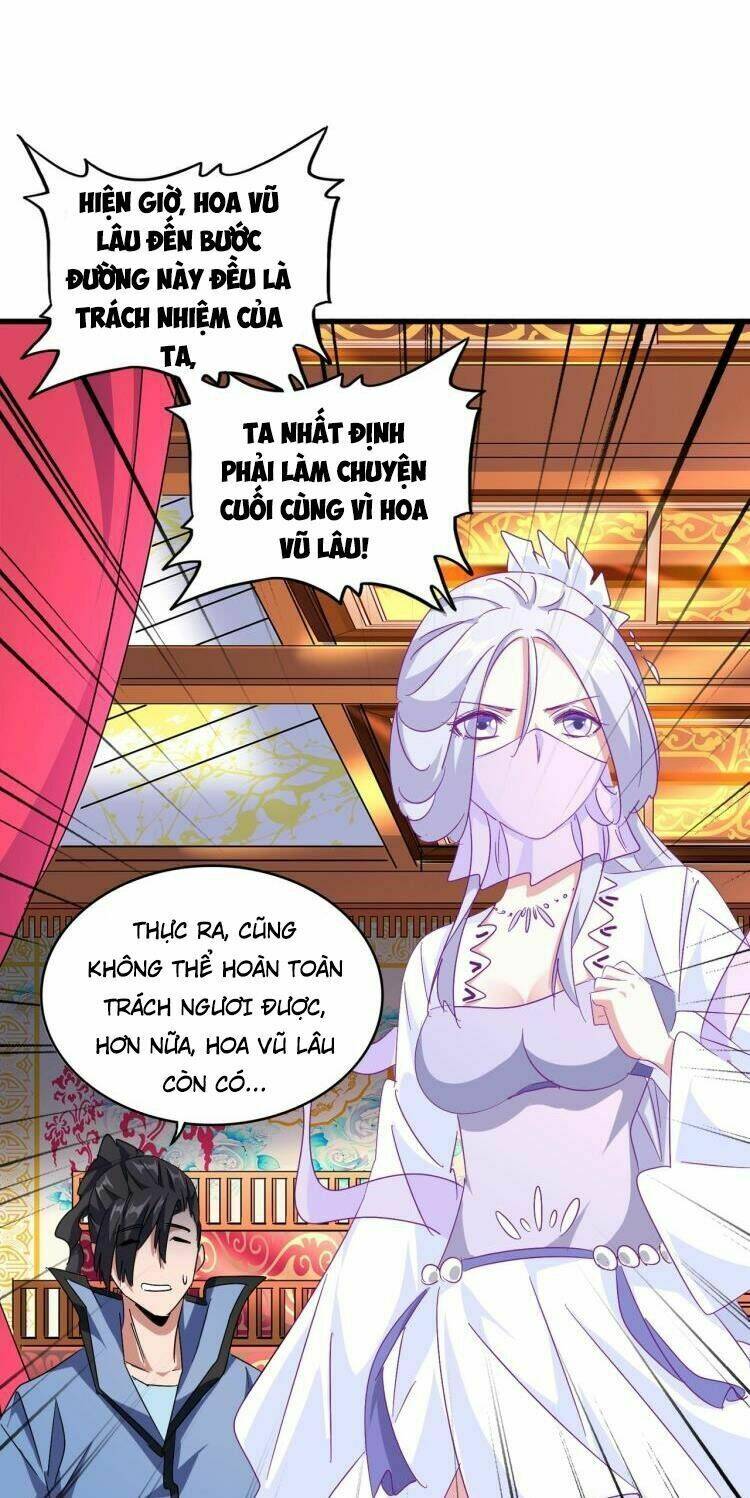 HIỆN GIỜ, HOA VŨ
LÂU ĐẾN BƯỚC
ĐƯỜNG NÀY ĐỀU LÀ
TRÁCH NHIỆM CỦA
TA,
TA NHẤT ĐỊNH
PHẢI LÀM CHUYỆN
CUỐI CÙNG VÌ HOA
VŨ LÂU!
THỰC RA, CŨNG
KHÔNG THỂ HOÀN TOÀN
TRÁCH NGƯƠI ĐƯỢC,
HƠN NỮA, HOA VŨ LÂU
CÒN CÓ...